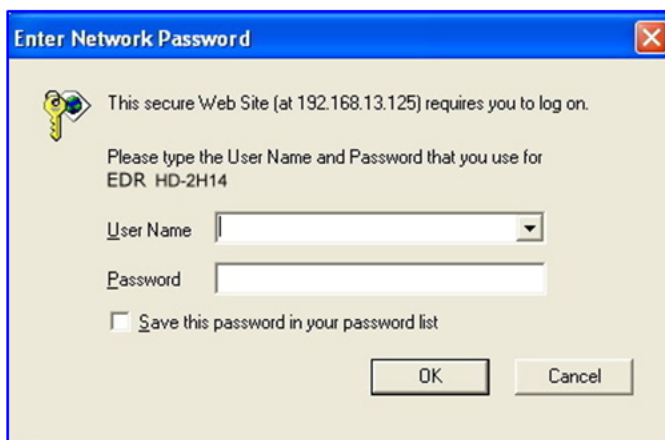 Enter Network Password
This secure Web Site (at 192.168.13.125) requires you to log on.
Please type the User Name and Password that you use for
EDR HD-2H14
User Name
Password
Save this password in your password list
OK Cancel